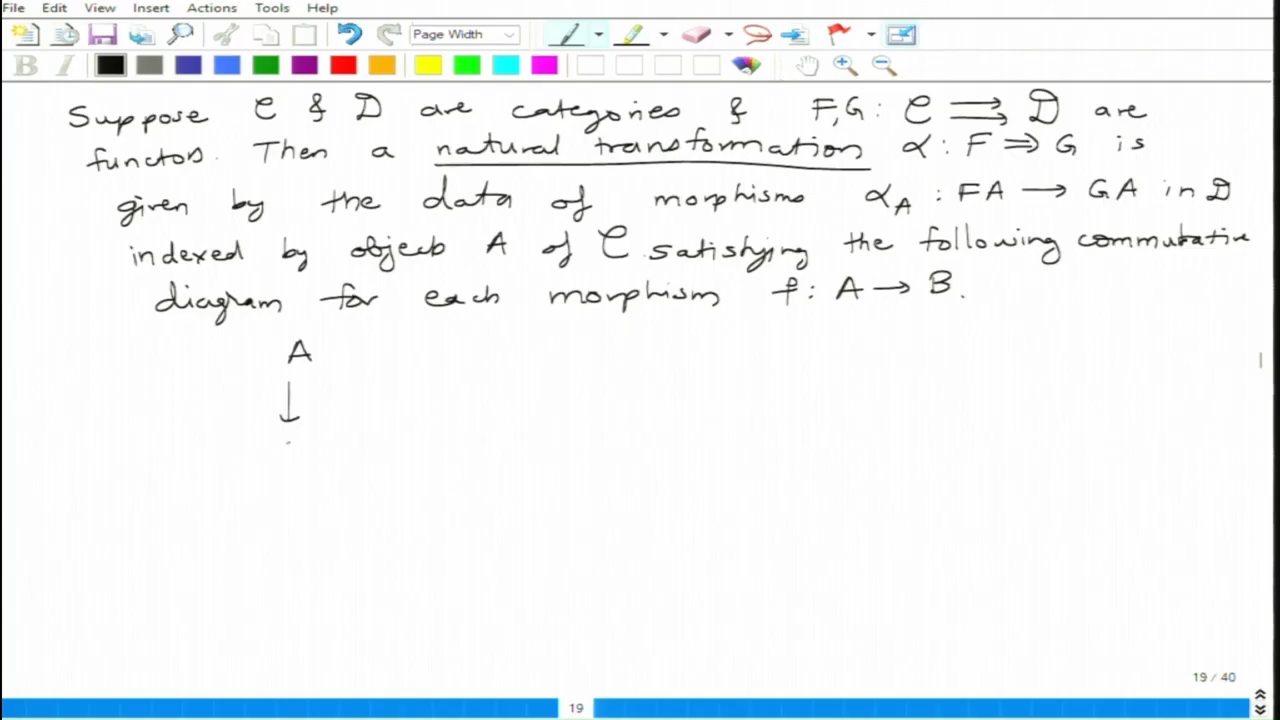 File Edit View Insert Actions Tools Help
Page Width
B I
Suppose C & D are categories & F,G : C ⇉ D are
functors. Then a natural transformation α : F ⇒ G is
given by the data of morphisms α_A : FA → GA in D
indexed by objects A of C satisfying the following commutative
diagram for each morphism f : A → B.
A
↓
19 / 40
19